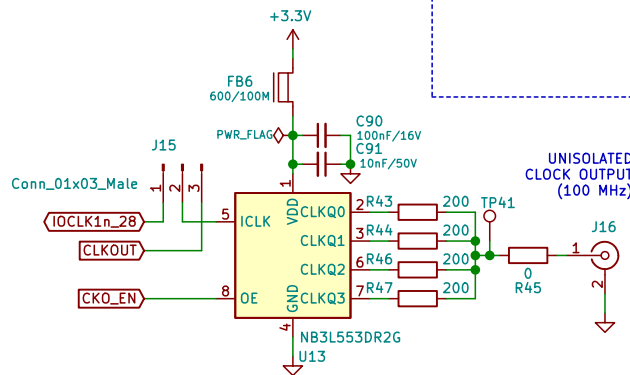 +3.3V
FB6
600/100M
PWR_FLAG
C90
100nF/16V
C91
10nF/50V
J15
Conn_01x03_Male
1
2
3
IOCLK1n_28
CLKOUT
CKO_EN
1
VDD
5
ICLK
8
OE
GND
4
CLKQ0
2
CLKQ1
3
CLKQ2
6
CLKQ3
7
R43
200
R44
200
R46
200
R47
200
TP41
0
R45
J16
1
2
UNISOLATED
CLOCK OUTPUT
(100 MHz)
NB3L553DR2G
U13